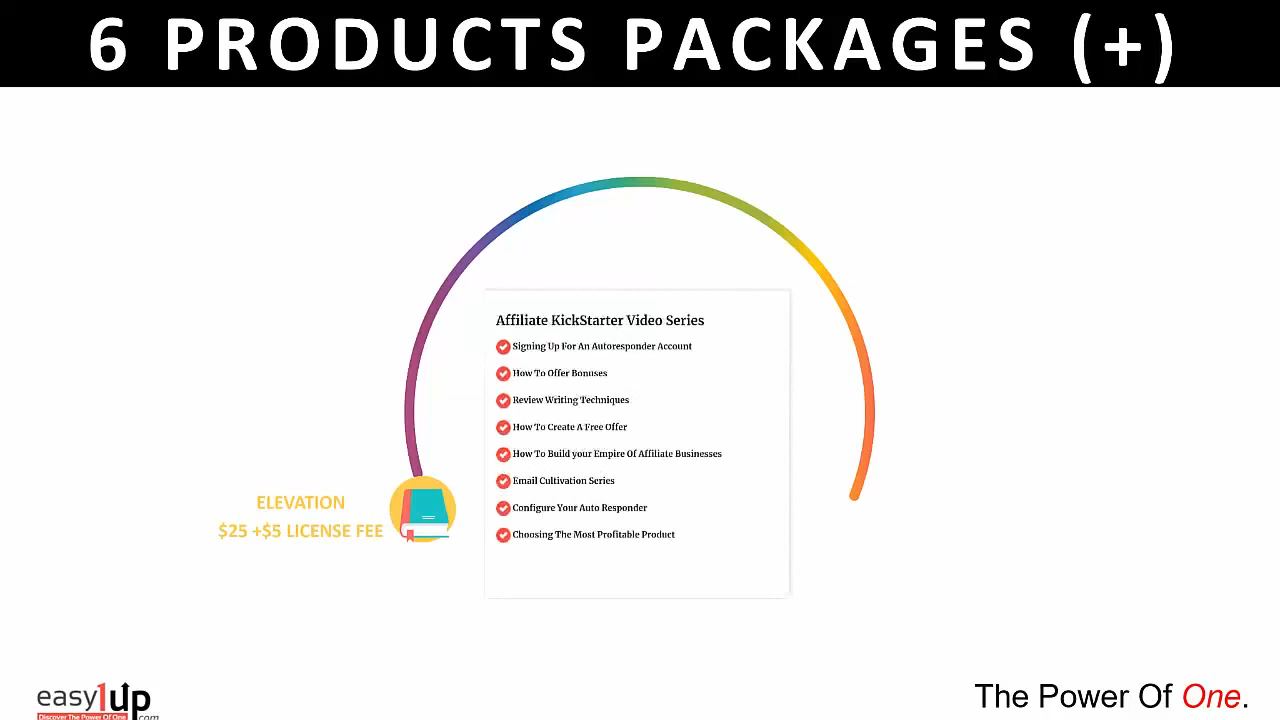 6 PRODUCTS PACKAGES (+)
Affiliate KickStarter Video Series
Signing Up For An Autoresponder Account
How To Offer Bonuses
Review Writing Techniques
How To Create A Free Offer
How To Build your Empire Of Affiliate Businesses
Email Cultivation Series
Configure Your Auto Responder
Choosing The Most Profitable Product
ELEVATION
$25 +$5 LICENSE FEE
easy1up
Discover The Power Of One .com
The Power Of One.